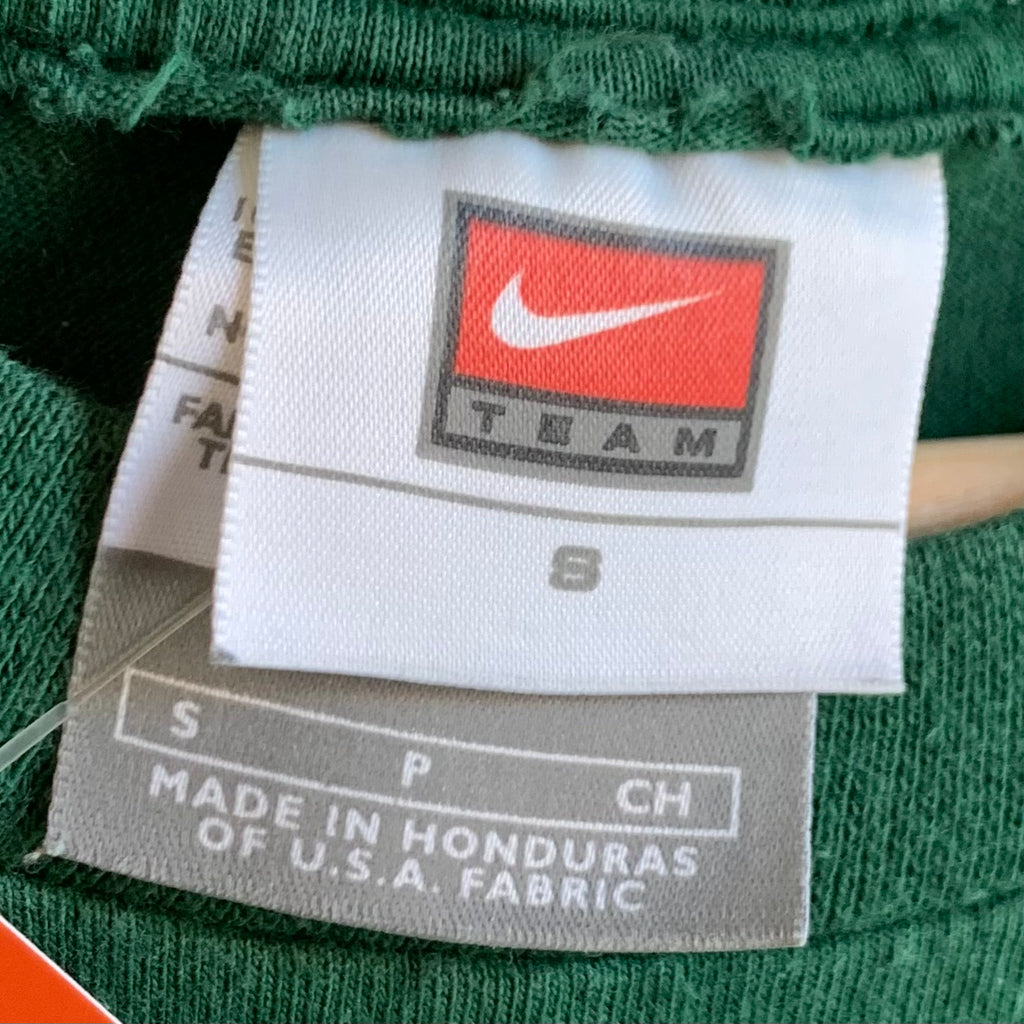 TEAM
S
S P CH
MADE IN HONDURAS
OF U.S.A. FABRIC